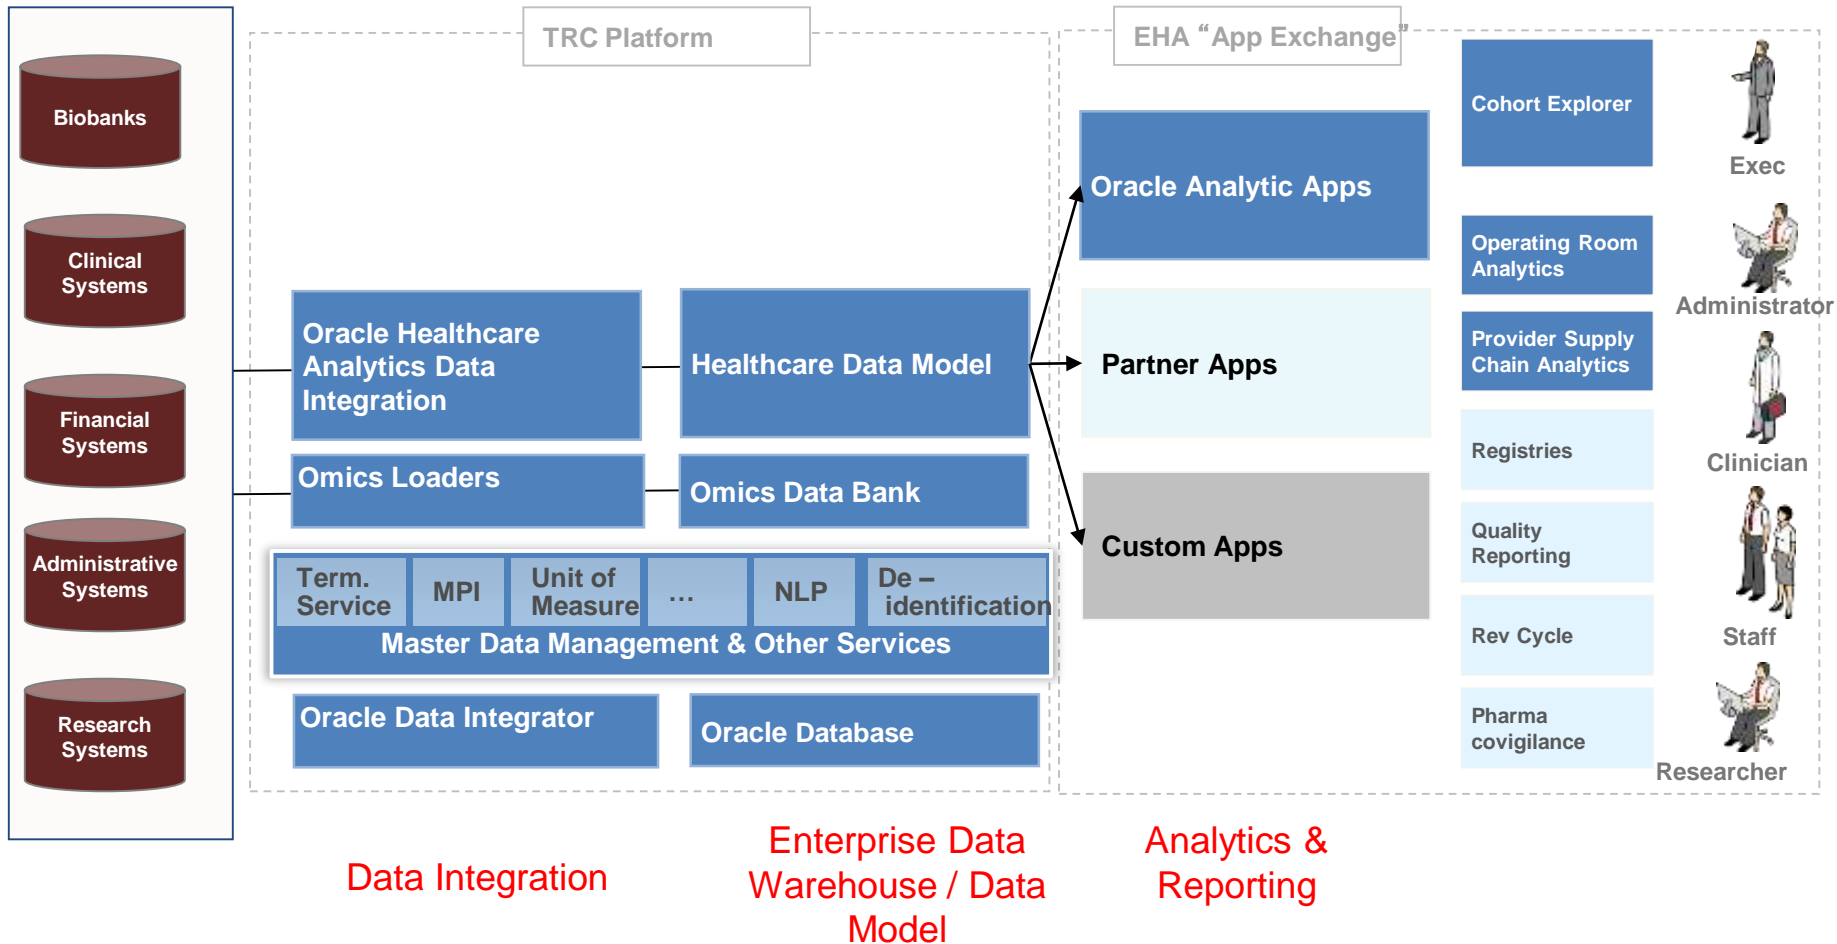 TRC Platform
EHA “App Exchange”
Biobanks
Clinical
Systems
Financial
Systems
Administrative
Systems
Research
Systems
Oracle Healthcare
Analytics Data
Integration
Healthcare Data Model
Omics Loaders
Omics Data Bank
Term.
Service
MPI
Unit of
Measure
...
NLP
De –
identification
Master Data Management & Other Services
Oracle Data Integrator
Oracle Database
Oracle Analytic Apps
Partner Apps
Custom Apps
Cohort Explorer
Operating Room
Analytics
Provider Supply
Chain Analytics
Registries
Quality
Reporting
Rev Cycle
Pharma
covigilance
Exec
Administrator
Clinician
Staff
Researcher
Data Integration
Enterprise Data
Warehouse / Data
Model
Analytics &
Reporting